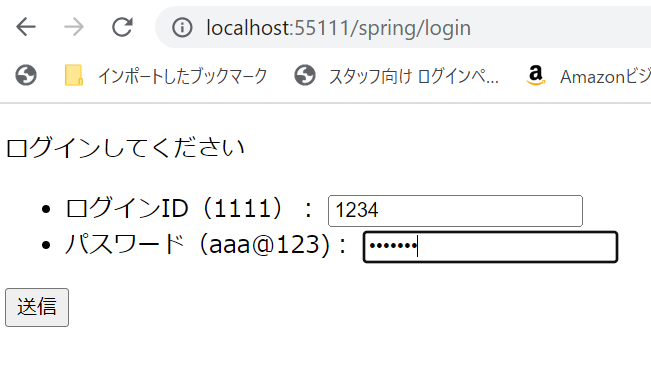 localhost:55111/spring/login
インポートしたブックマーク スタッフ向け ログインペ... Amazonビジ
ログインしてください
• ログインID（1111）： 1234
• パスワード（aaa@123)： •••••••
送信